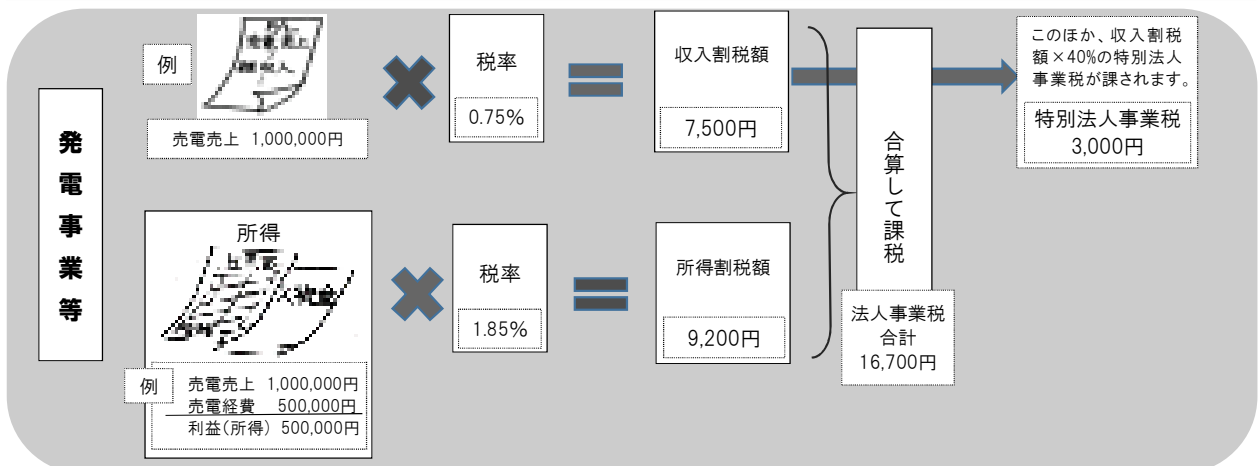 発電事業等
例
売電売上 1,000,000円
税率
0.75%
収入割税額
7,500円
所得
例
売電売上 1,000,000円
売電経費 500,000円
利益(所得) 500,000円
税率
1.85%
所得割税額
9,200円
合算して課税
法人事業税
合計
16,700円
このほか、収入割税
額×40%の特別法人
事業税が課されます。
特別法人事業税
3,000円